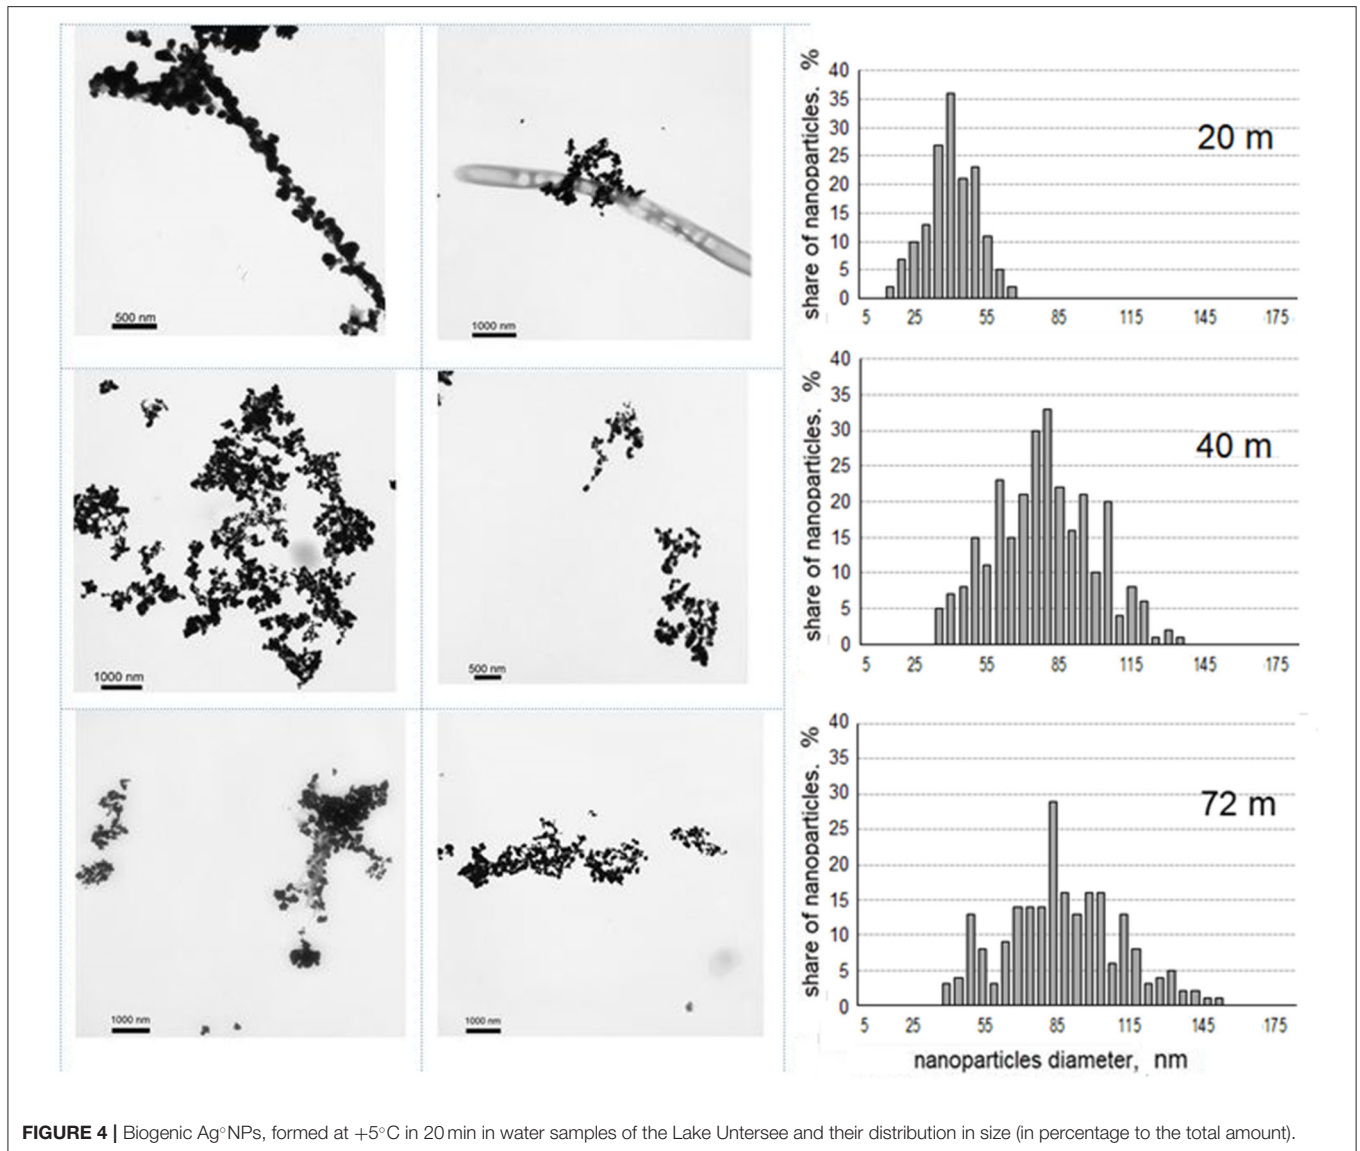 500 nm
1000 nm
share of nanoparticles. %
40
35
30
25
20
15
10
5
0
20 m
5 25 55 85 115 145 175
1000 nm
500 nm
share of nanoparticles. %
40
35
30
25
20
15
10
5
0
40 m
5 25 55 85 115 145 175
1000 nm
1000 nm
share of nanoparticles. %
40
35
30
25
20
15
10
5
0
72 m
5 25 55 85 115 145 175
nanoparticles diameter, nm
FIGURE 4 | Biogenic Ag°NPs, formed at +5°C in 20 min in water samples of the Lake Untersee and their distribution in size (in percentage to the total amount).